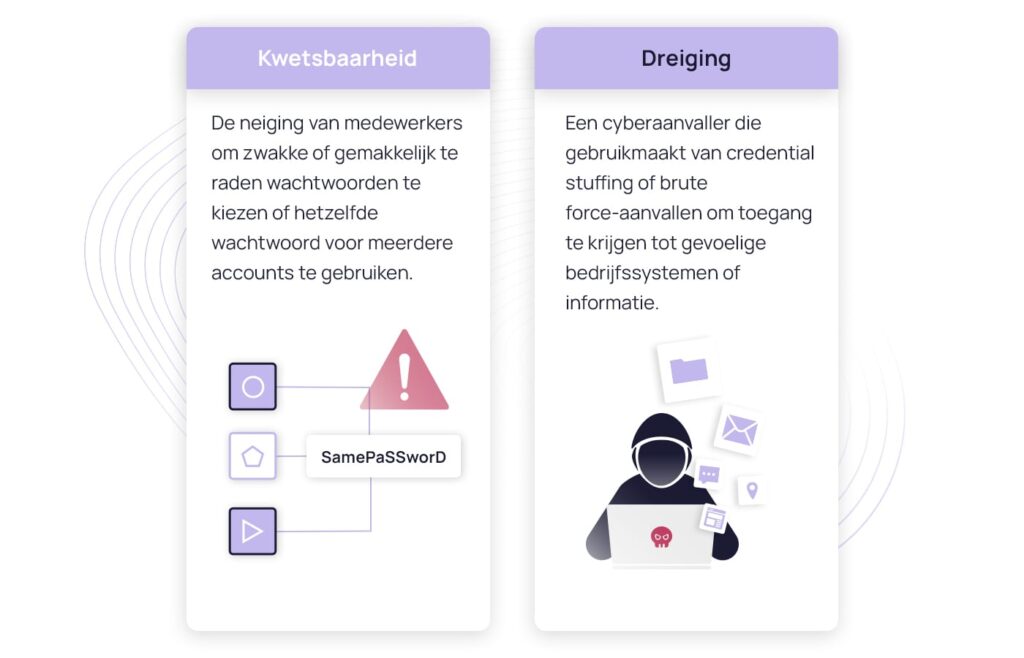 Kwetsbaarheid
De neiging van medewerkers
om zwakke of gemakkelijk te
raden wachtwoorden te
kiezen of hetzelfde
wachtwoord voor meerdere
accounts te gebruiken.
SamePaSSworD
Dreiging
Een cyberaanvaller die
gebruikmaakt van credential
stuffing of brute
force-aanvallen om toegang
te krijgen tot gevoelige
bedrijfssystemen of
informatie.